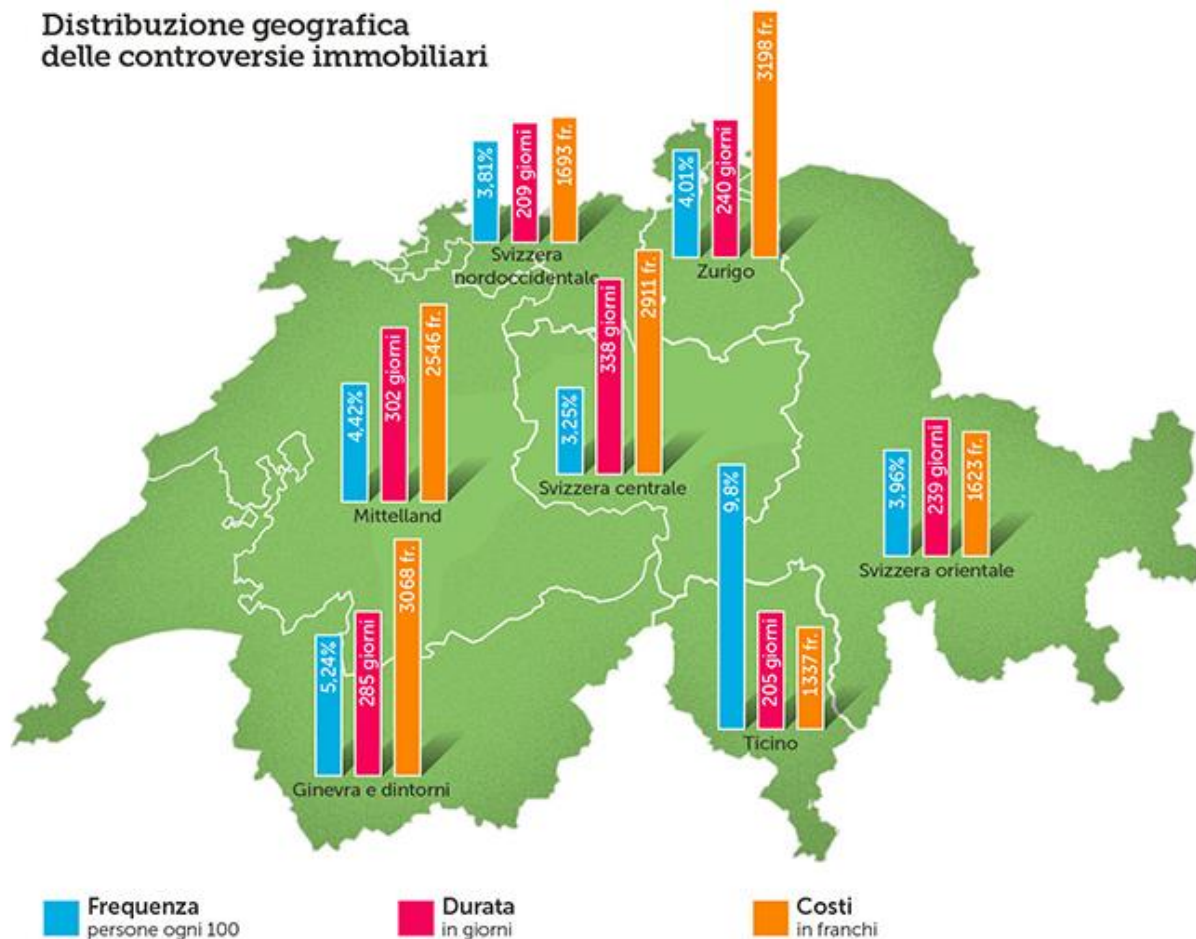 Distribuzione geografica
delle controversie immobiliari
3,81%
209 giorni
1693 fr.
Svizzera
nordoccidentale
4,01%
240 giorni
3198 fr.
Zurigo
4,42%
302 giorni
2546 fr.
Mittelland
3,25%
338 giorni
2911 fr.
Svizzera centrale
3,96%
239 giorni
1623 fr.
Svizzera orientale
5,24%
285 giorni
3068 fr.
Ginevra e dintorni
9,8%
205 giorni
1337 fr.
Ticino
Frequenza
persone ogni 100
Durata
in giorni
Costi
in franchi